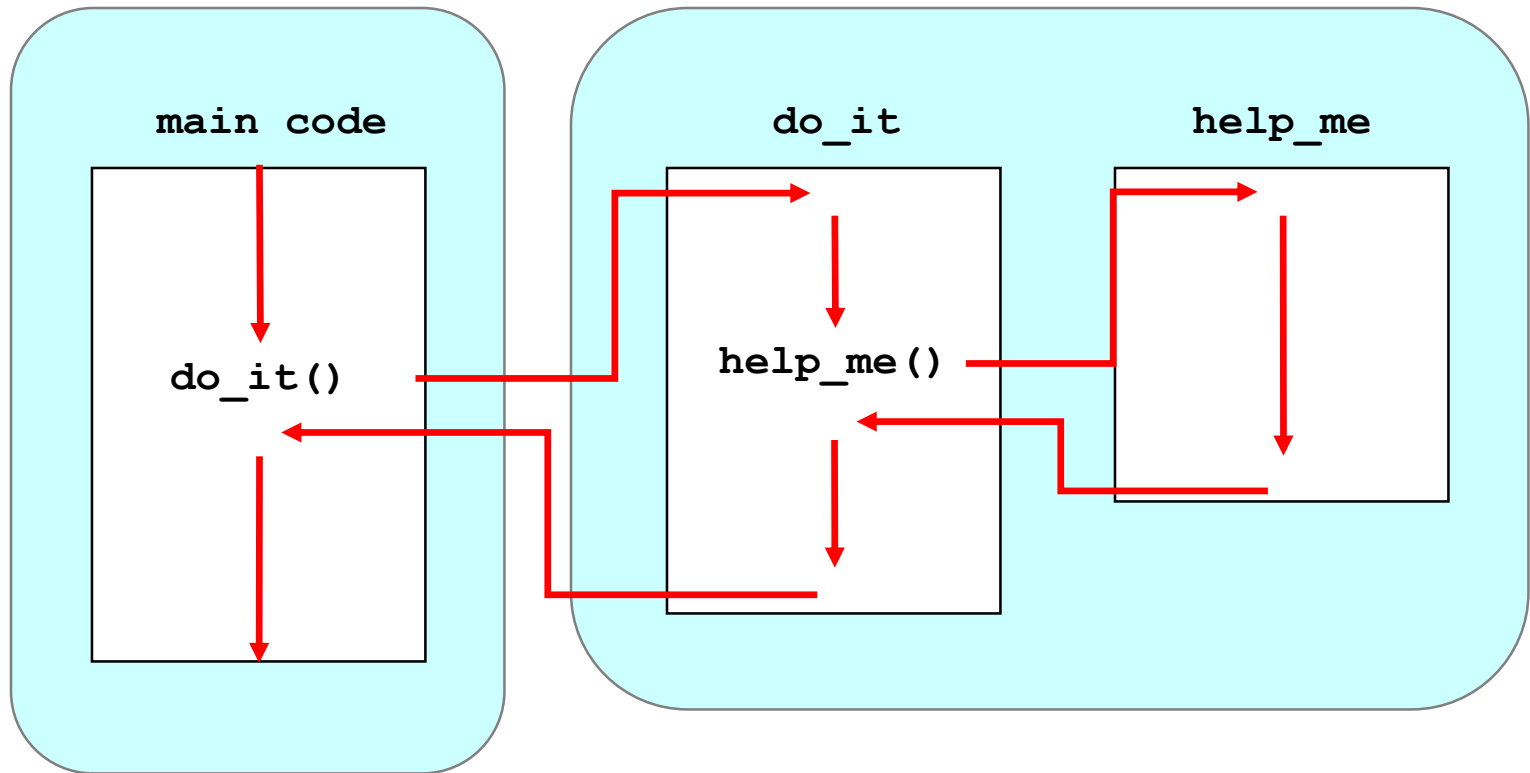 main code
do_it
help_me
do_it()
help_me()